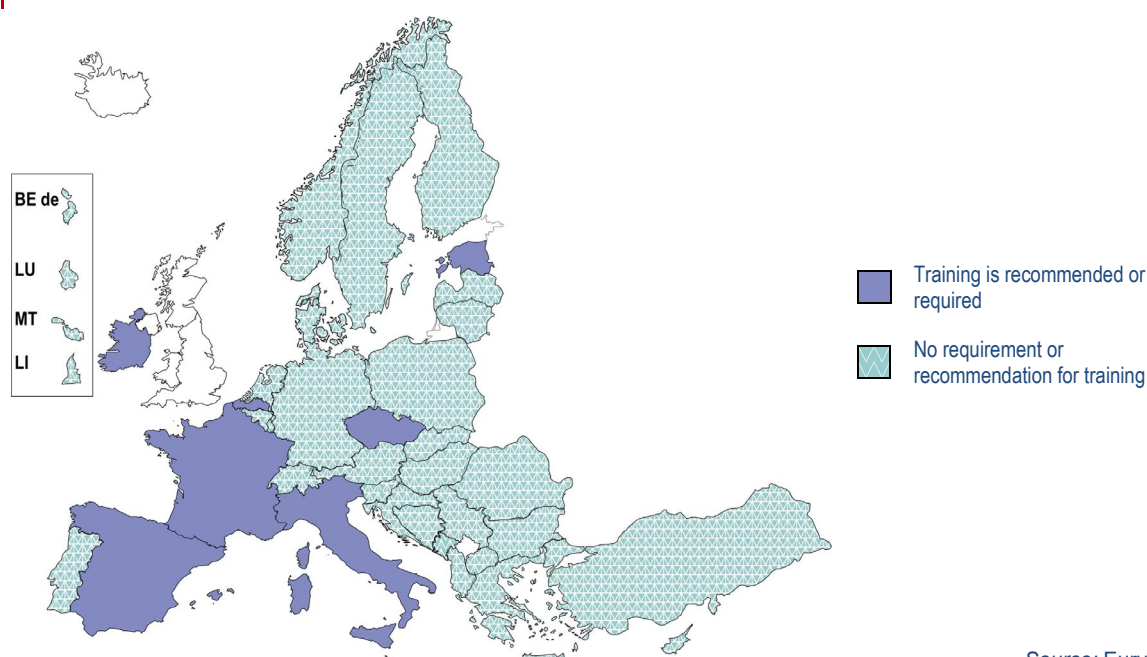 BE de
LU
MT
LI
Training is recommended or
required
No requirement or
recommendation for training